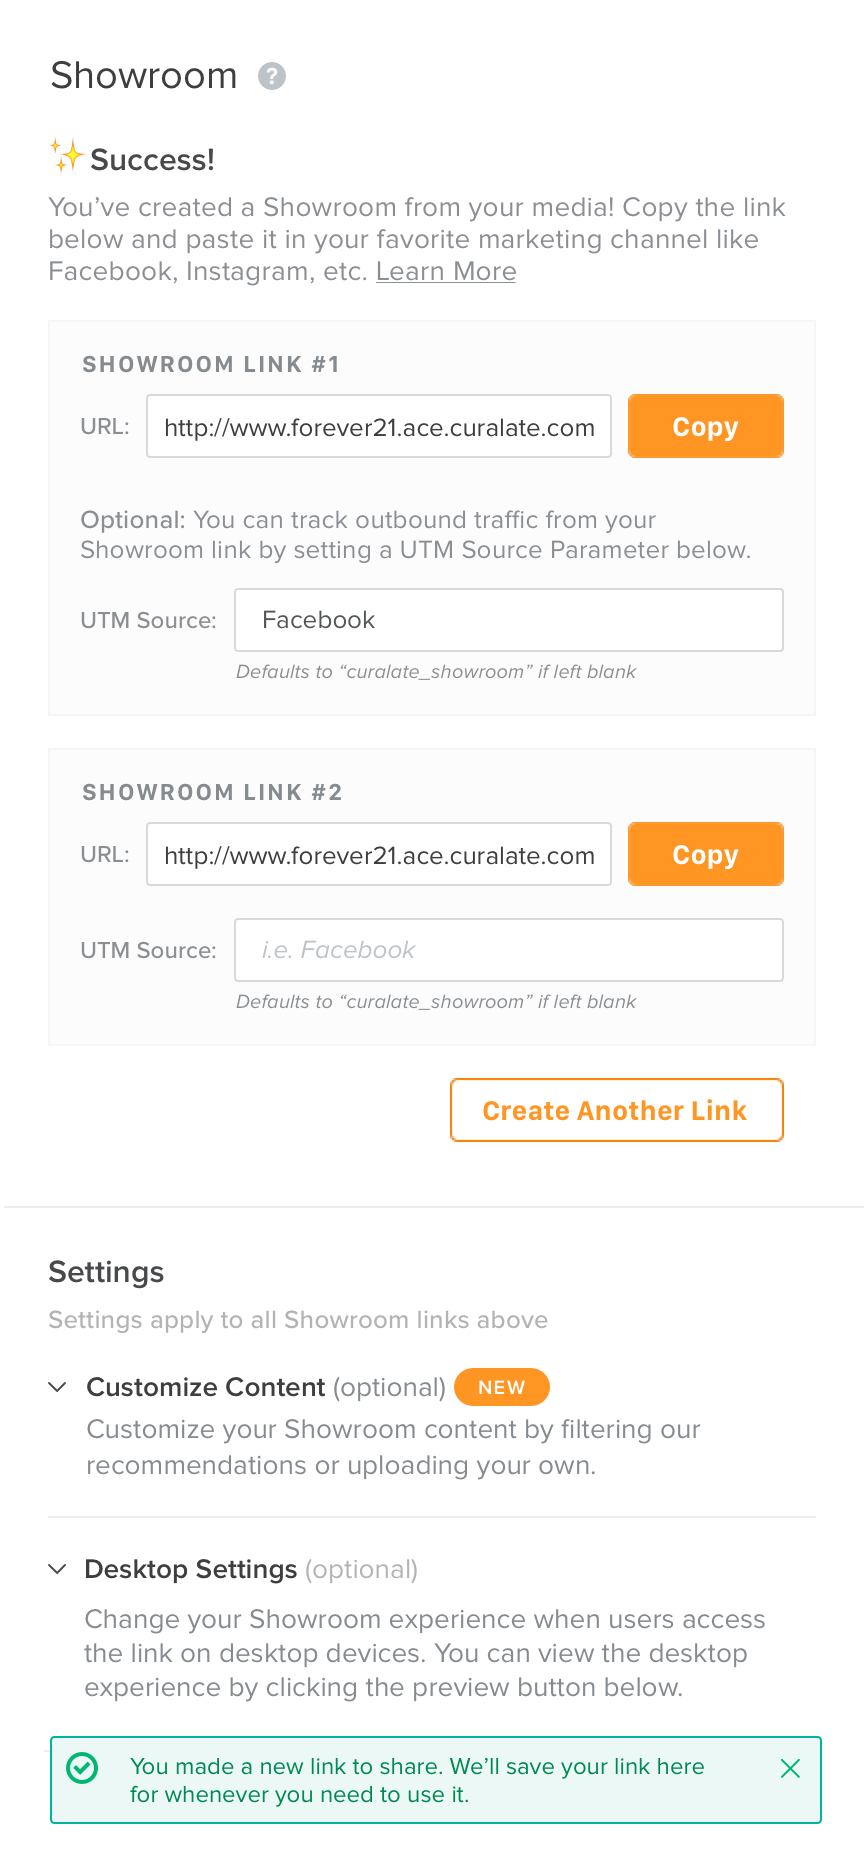 Showroom ?
✨ Success!
You’ve created a Showroom from your media! Copy the link
below and paste it in your favorite marketing channel like
Facebook, Instagram, etc. Learn More
SHOWROOM LINK #1
URL: http://www.forever21.ace.curalate.com Copy
Optional: You can track outbound traffic from your
Showroom link by setting a UTM Source Parameter below.
UTM Source: Facebook
Defaults to “curalate_showroom” if left blank
SHOWROOM LINK #2
URL: http://www.forever21.ace.curalate.com Copy
UTM Source: i.e. Facebook
Defaults to “curalate_showroom” if left blank
Create Another Link
Settings
Settings apply to all Showroom links above
Customize Content (optional) NEW
Customize your Showroom content by filtering our
recommendations or uploading your own.
Desktop Settings (optional)
Change your Showroom experience when users access
the link on desktop devices. You can view the desktop
experience by clicking the preview button below.
You made a new link to share. We’ll save your link here
for whenever you need to use it.